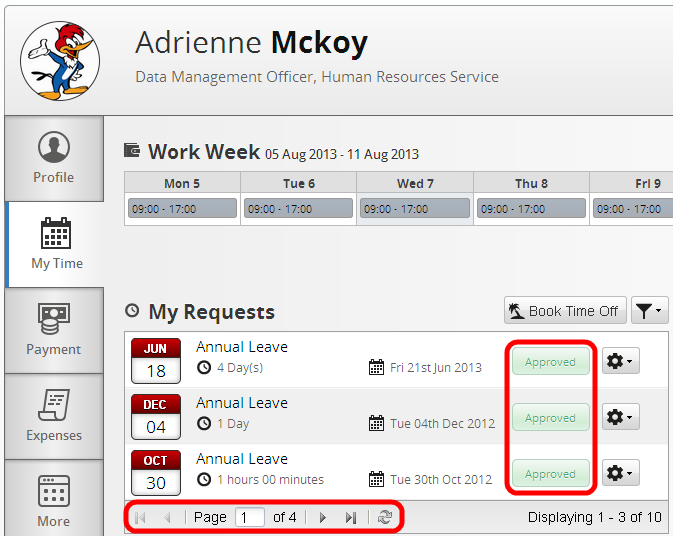 Adrienne Mckoy
Data Management Officer, Human Resources Service
Profile
My Time
Payment
Expenses
More
Work Week 05 Aug 2013 - 11 Aug 2013
Mon 5 Tue 6 Wed 7 Thu 8 Fri 9
09:00 - 17:00 09:00 - 17:00 09:00 - 17:00 09:00 - 17:00 09:00 - 17:00
My Requests Book Time Off
JUN 18 Annual Leave
4 Day(s) Fri 21st Jun 2013 Approved
DEC 04 Annual Leave
1 Day Tue 04th Dec 2012 Approved
OCT 30 Annual Leave
1 hours 00 minutes Tue 30th Oct 2012 Approved
Page 1 of 4 Displaying 1 - 3 of 10